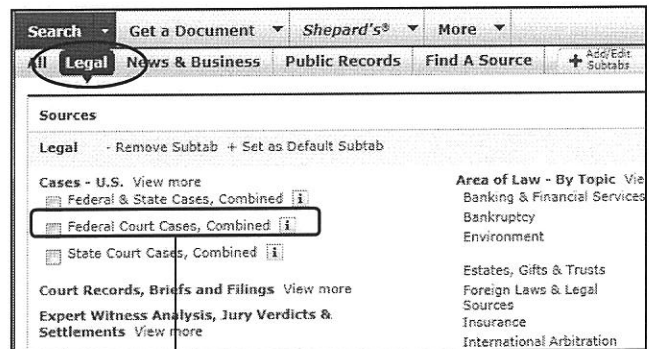 Search Get a Document Shepard's® More
All Legal News & Business Public Records Find A Source + Add/Edit Subtabs
Sources
Legal - Remove Subtab + Set as Default Subtab
Cases - U.S. View more
Federal & State Cases, Combined i
Federal Court Cases, Combined i
State Court Cases, Combined i
Court Records, Briefs and Filings View more
Expert Witness Analysis, Jury Verdicts &
Settlements View more
Area of Law - By Topic Vie
Banking & Financial Services
Bankruptcy
Environment
Estates, Gifts & Trusts
Foreign Laws & Legal
Sources
Insurance
International Arbitration